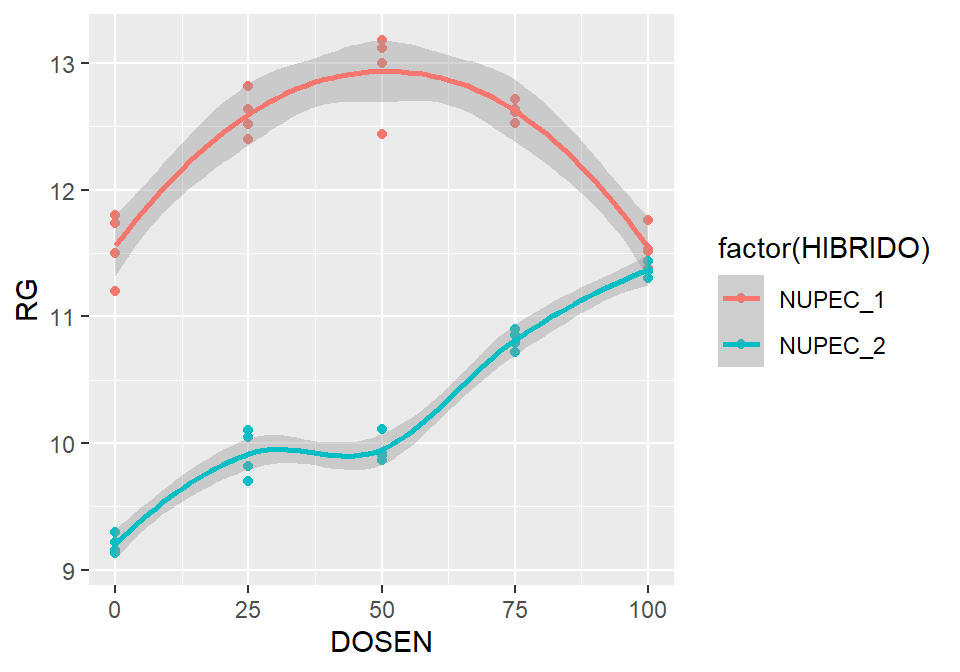 13
12
11
10
9
RG
0 25 50 75 100
DOSEN
factor(HIBRIDO)
NUPEC_1
NUPEC_2